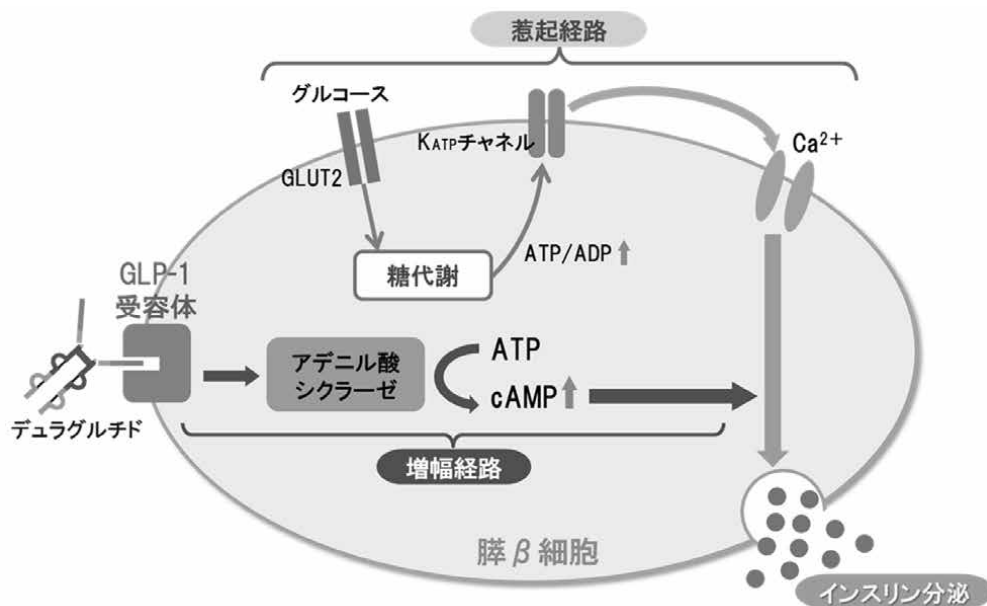 惹起経路
グルコース
KATPチャネル
Ca2+
GLUT2
ATP/ADP
糖代謝
GLP-1
受容体
アデニル酸
シクラーゼ
ATP
cAMP
デュラグルチド
増幅経路
膵β細胞
インスリン分泌